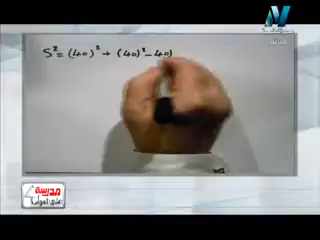 S² = (40)² + (40)² - 40)
مدرسة
على الهواء